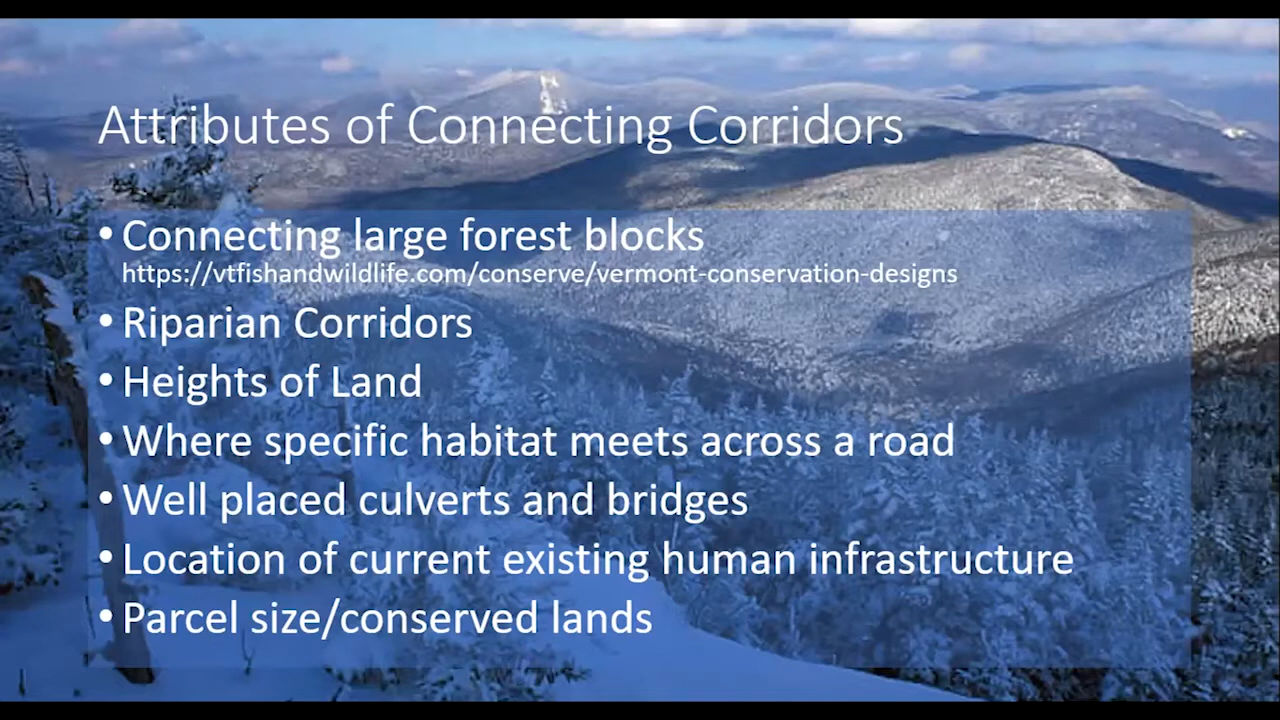 Attributes of Connecting Corridors
• Connecting large forest blocks
https://vtfishandwildlife.com/conserve/vermont-conservation-designs
• Riparian Corridors
• Heights of Land
• Where specific habitat meets across a road
• Well placed culverts and bridges
• Location of current existing human infrastructure
• Parcel size/conserved lands